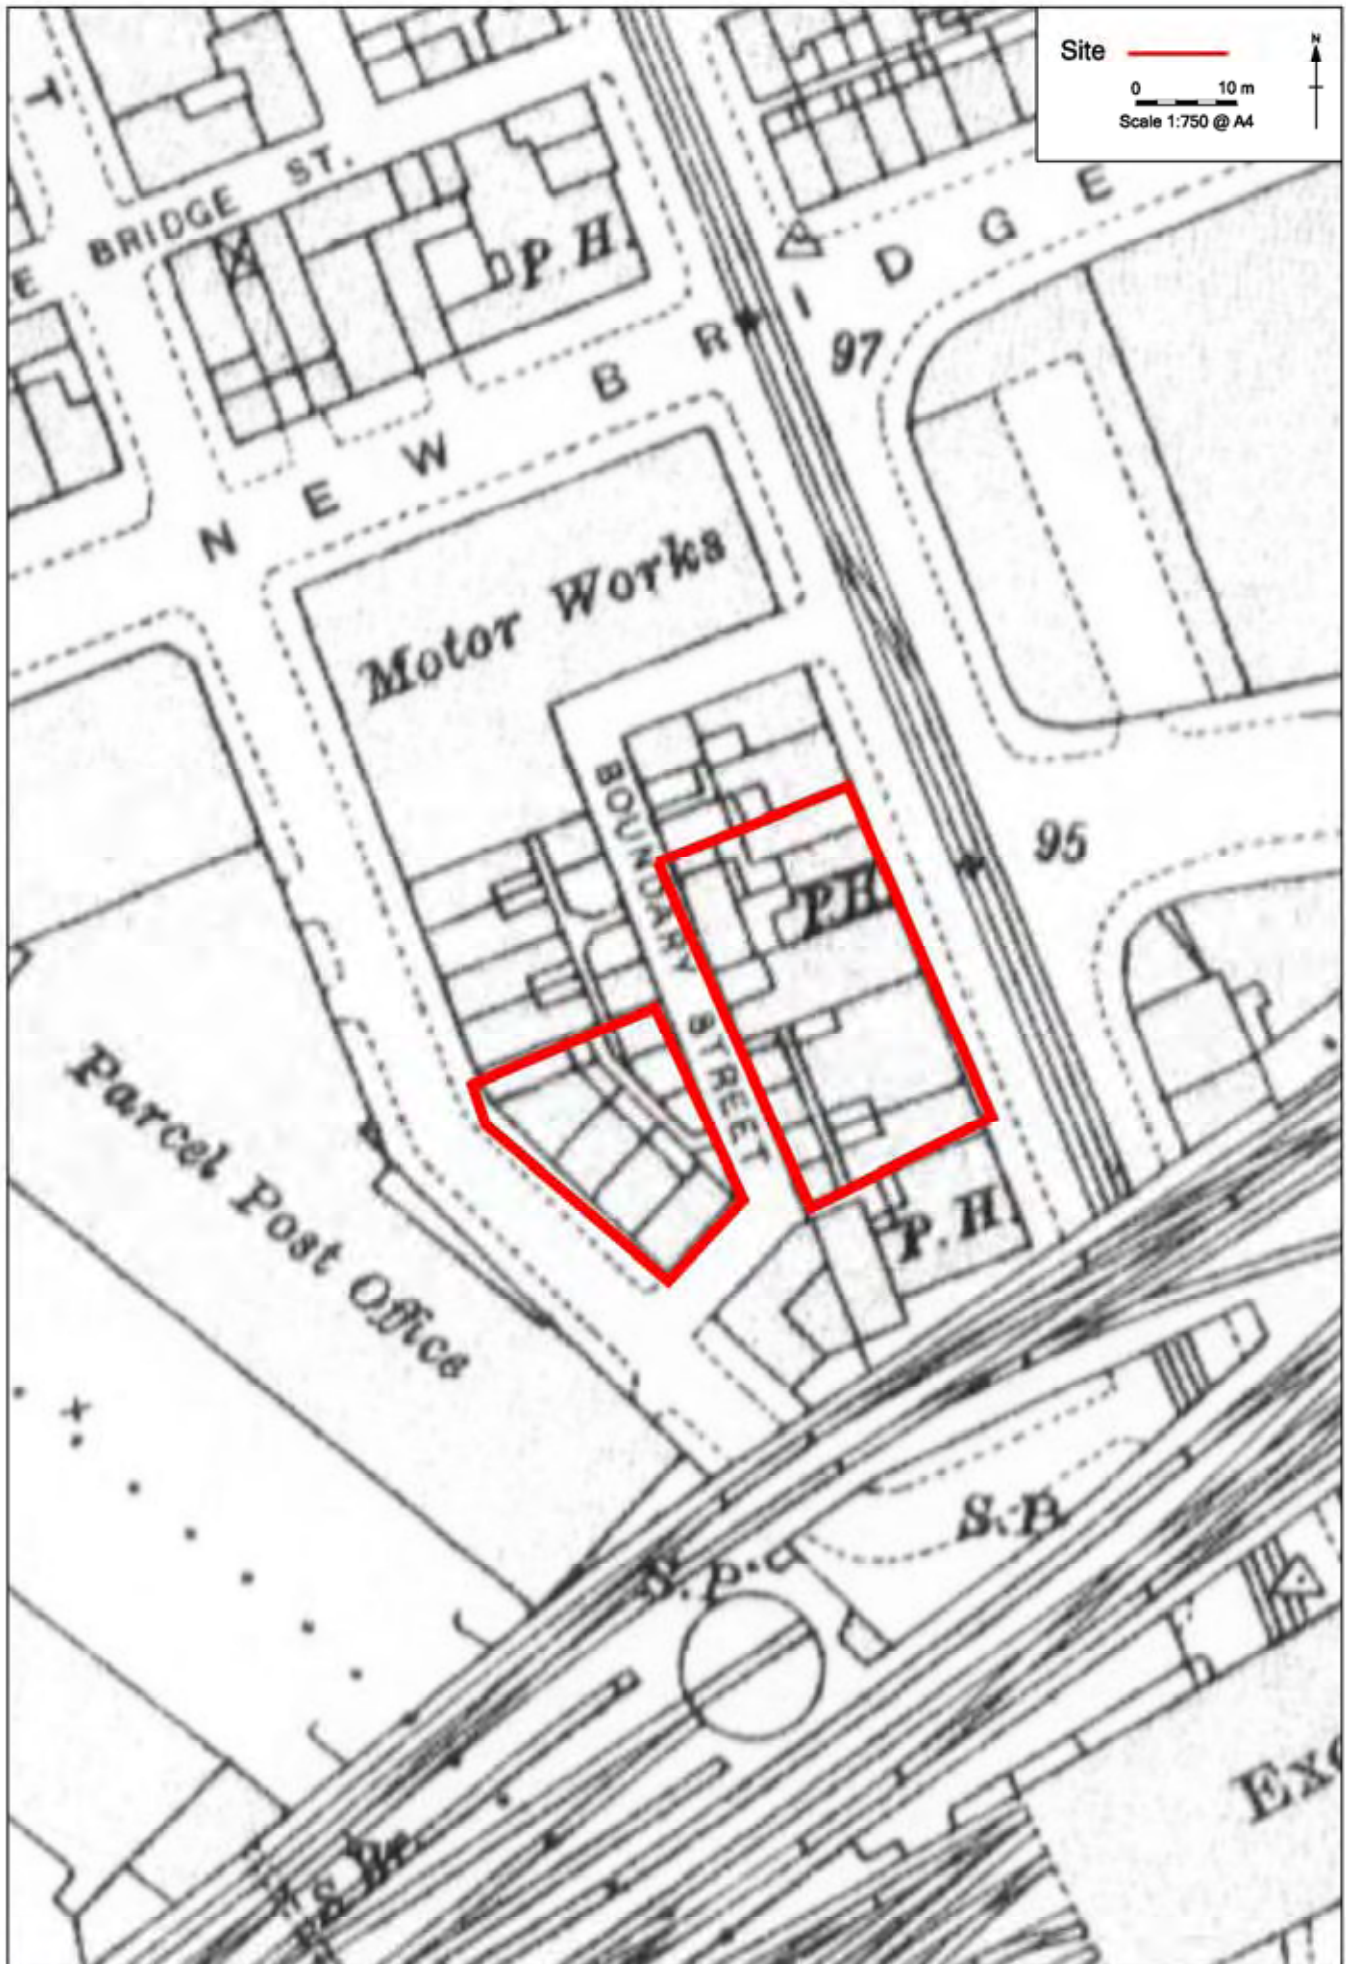 Site
N
0 10 m
Scale 1:750 @ A4
T
BRIDGE ST.
E
P.H.
NEW BRIDGE
97
Motor Works
BOUNDARY STREET
95
P.H.
Parcel Post Office
P.H.
S.B.
S.P.
S.W.